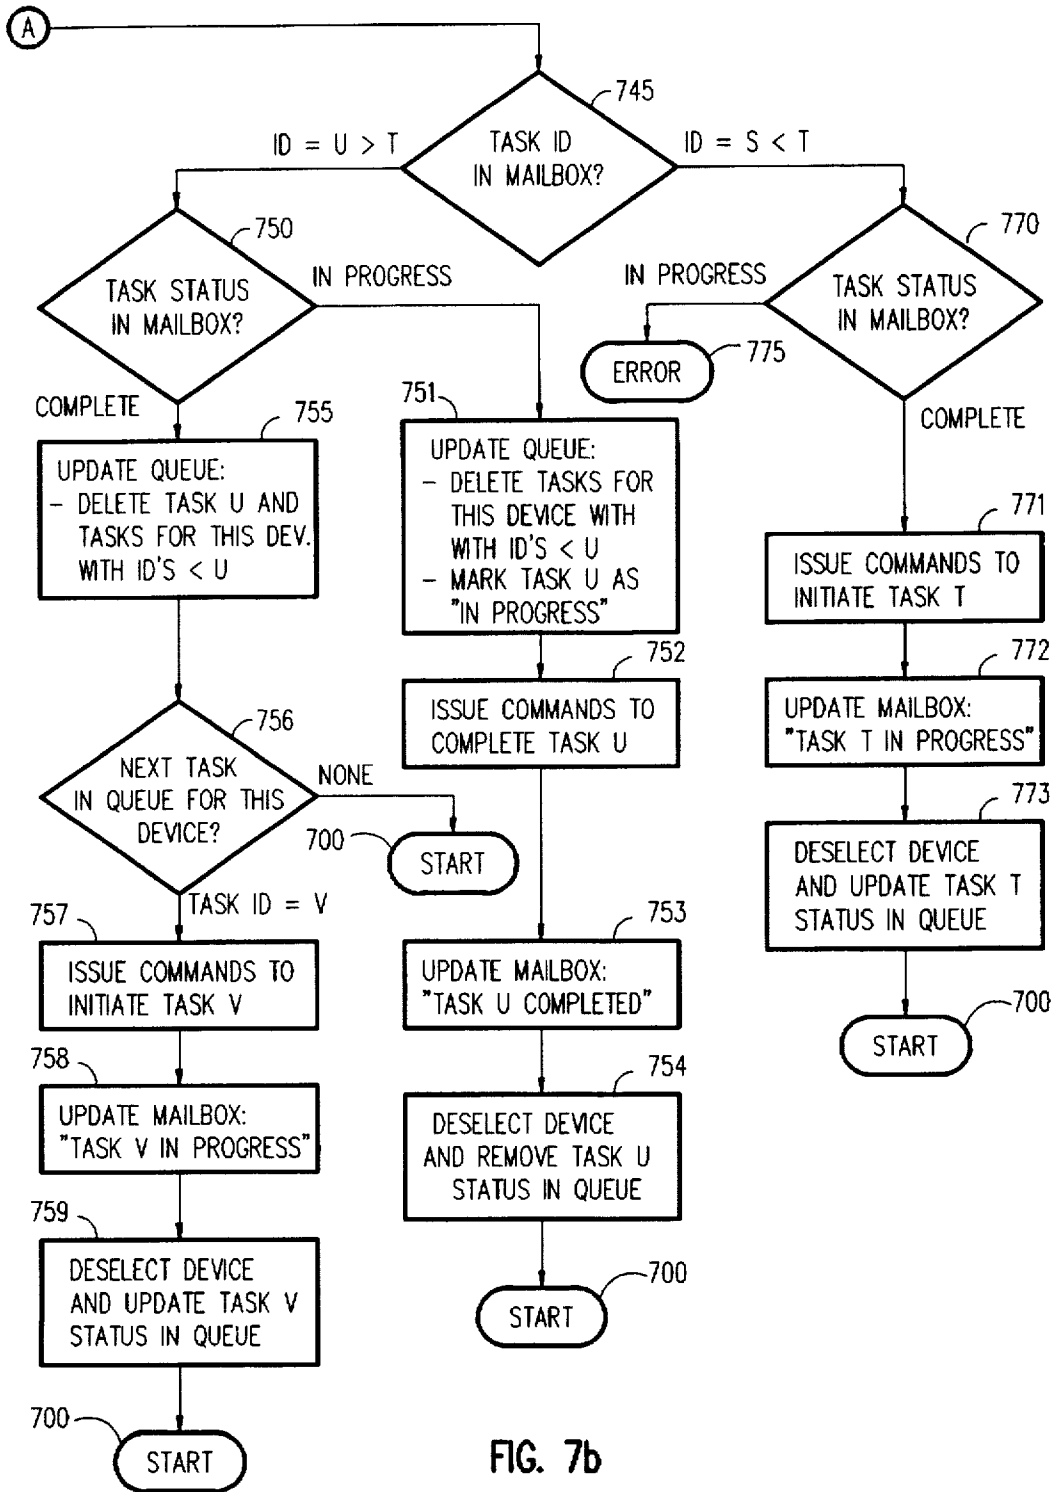 A
745
TASK ID
IN MAILBOX?
ID = U > T
ID = S < T
750
TASK STATUS
IN MAILBOX?
IN PROGRESS
COMPLETE
770
TASK STATUS
IN MAILBOX?
IN PROGRESS
ERROR
775
COMPLETE
755
UPDATE QUEUE:
– DELETE TASK U AND
TASKS FOR THIS DEV.
WITH ID'S < U
751
UPDATE QUEUE:
– DELETE TASKS FOR
THIS DEVICE WITH
WITH ID'S < U
– MARK TASK U AS
"IN PROGRESS"
771
ISSUE COMMANDS TO
INITIATE TASK T
752
ISSUE COMMANDS TO
COMPLETE TASK U
772
UPDATE MAILBOX:
"TASK T IN PROGRESS"
756
NEXT TASK
IN QUEUE FOR THIS
DEVICE?
NONE
700
START
TASK ID = V
773
DESELECT DEVICE
AND UPDATE TASK T
STATUS IN QUEUE
757
ISSUE COMMANDS TO
INITIATE TASK V
753
UPDATE MAILBOX:
"TASK U COMPLETED"
700
START
758
UPDATE MAILBOX:
"TASK V IN PROGRESS"
754
DESELECT DEVICE
AND REMOVE TASK U
STATUS IN QUEUE
759
DESELECT DEVICE
AND UPDATE TASK V
STATUS IN QUEUE
700
START
700
START
FIG. 7b